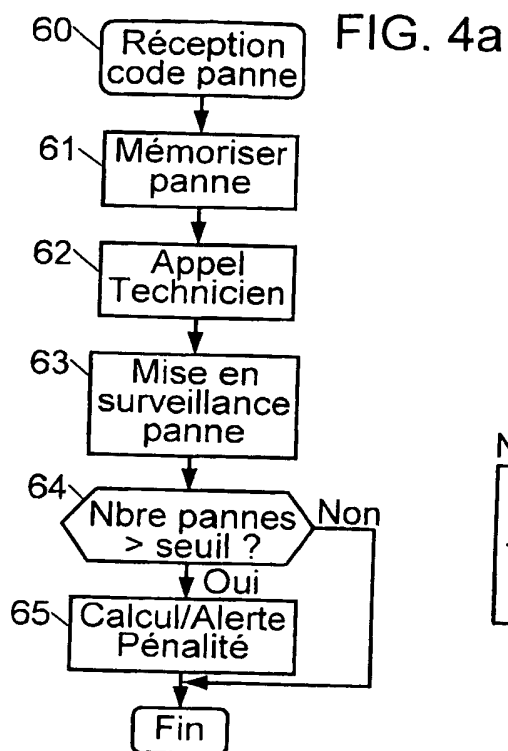 FIG. 4a
60
Réception
code panne
61
Mémoriser
panne
62
Appel
Technicien
63
Mise en
surveillance
panne
64
Nbre pannes
> seuil ?
Non
Oui
65
Calcul/Alerte
Pénalité
Fin